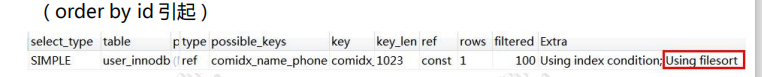 （order by id 引起）
select_type table p type possible_keys key key_len ref rows filtered Extra
SIMPLE user_innodb ref comidx_name_phone comidx_ 1023 const 1 100 Using index condition; Using filesort